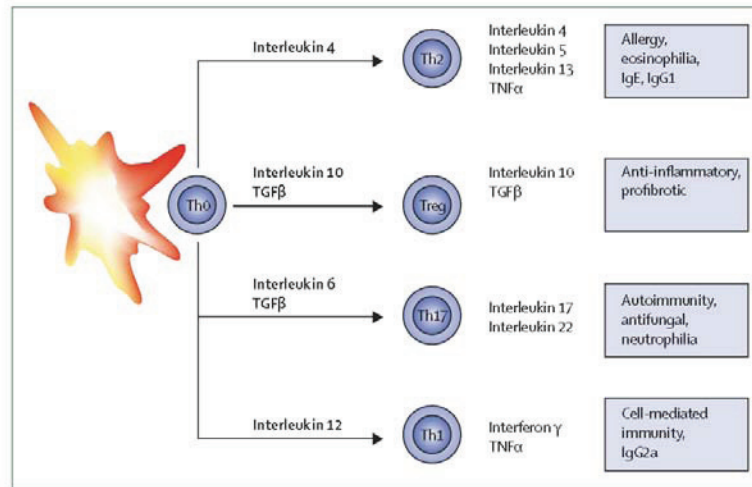 Interleukin 4
Th2
Interleukin 4
Interleukin 5
Interleukin 13
TNFα
Allergy,
eosinophilia,
IgE, IgG1
Th0
Interleukin 10
TGFβ
Treg
Interleukin 10
TGFβ
Anti-inflammatory,
profibrotic
Interleukin 6
TGFβ
Th17
Interleukin 17
Interleukin 22
Autoimmunity,
antifungal,
neutrophilia
Interleukin 12
Th1
Interferon γ
TNFα
Cell-mediated
immunity,
IgG2a